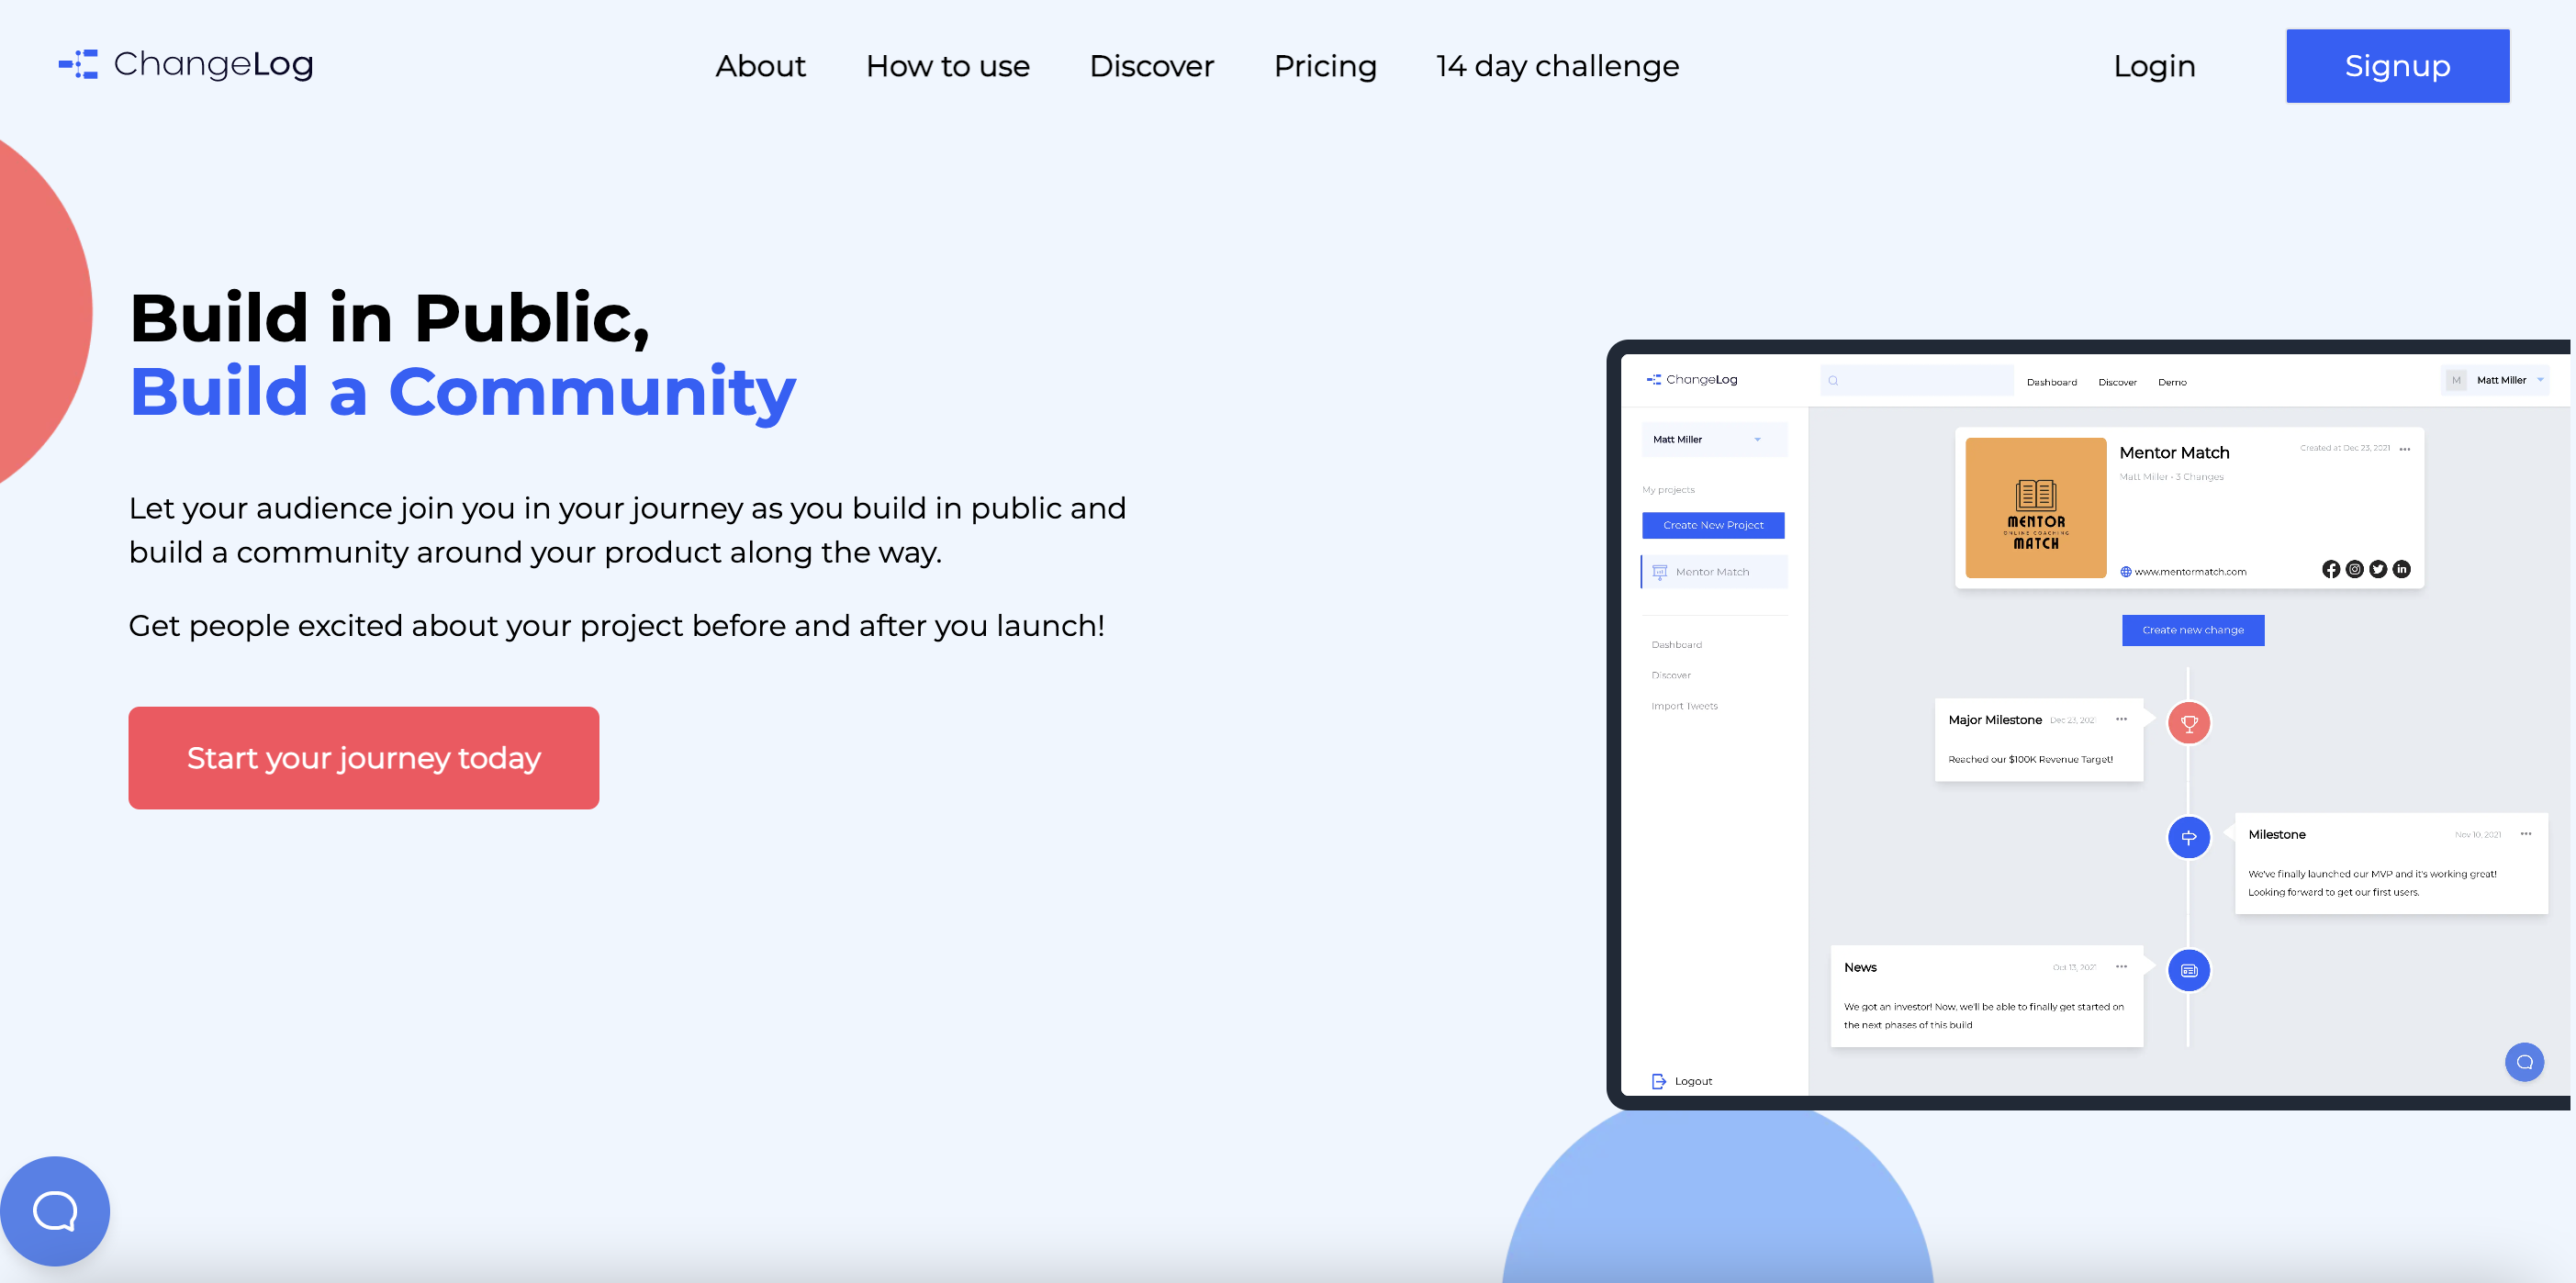 ChangeLog
About How to use Discover Pricing 14 day challenge
Login Signup
Build in Public,
Build a Community
Let your audience join you in your journey as you build in public and
build a community around your product along the way.
Get people excited about your project before and after you launch!
Start your journey today
ChangeLog
Dashboard Discover Demo
M Matt Miller
Matt Miller
My projects
Create New Project
Mentor Match
Dashboard
Discover
Import Tweets
Logout
MENTOR
ONLINE COACHING
MATCH
Mentor Match
Created at Dec 23, 2021
Matt Miller - 3 Changes
www.mentormatch.com
Create new change
Major Milestone Dec 23, 2021
Reached our $100K Revenue Target!
Milestone Nov 10, 2021
We've finally launched our MVP and it's working great!
Looking forward to get our first users.
News Oct 13, 2021
We got an investor! Now, we'll be able to finally get started on
the next phases of this build